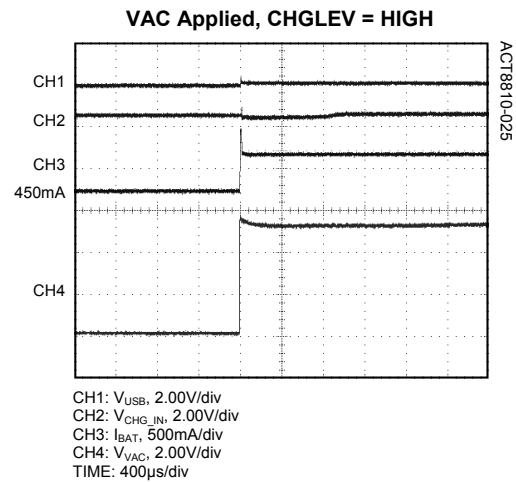 VAC Applied, CHGLEV = HIGH
ACT8810-025
CH1
CH2
CH3
450mA
CH4
CH1: VUSB, 2.00V/div
CH2: VCHG_IN, 2.00V/div
CH3: IBAT, 500mA/div
CH4: VVAC, 2.00V/div
TIME: 400µs/div